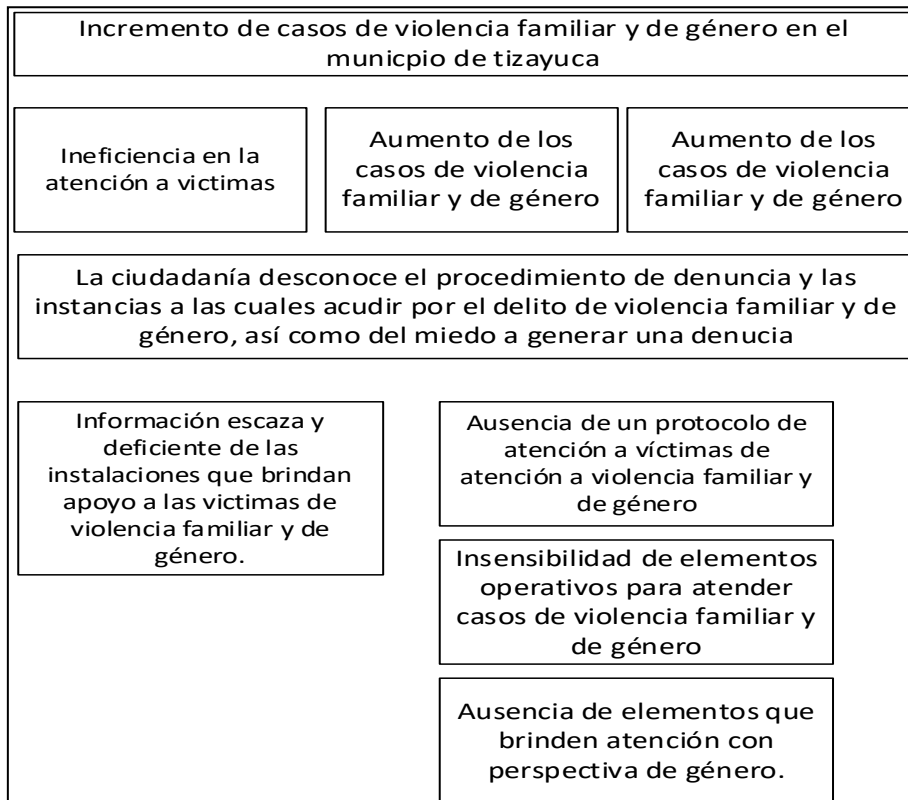 Incremento de casos de violencia familiar y de género en el
municpio de tizayuca
Ineficiencia en la
atención a victimas
Aumento de los
casos de violencia
familiar y de género
Aumento de los
casos de violencia
familiar y de género
La ciudadanía desconoce el procedimiento de denuncia y las
instancias a las cuales acudir por el delito de violencia familiar y de
género, así como del miedo a generar una denucia
Información escaza y
deficiente de las
instalaciones que brindan
apoyo a las victimas de
violencia familiar y de
género.
Ausencia de un protocolo de
atención a víctimas de
atención a violencia familiar y
de género
Insensibilidad de elementos
operativos para atender
casos de violencia familiar y
de género
Ausencia de elementos que
brinden atención con
perspectiva de género.